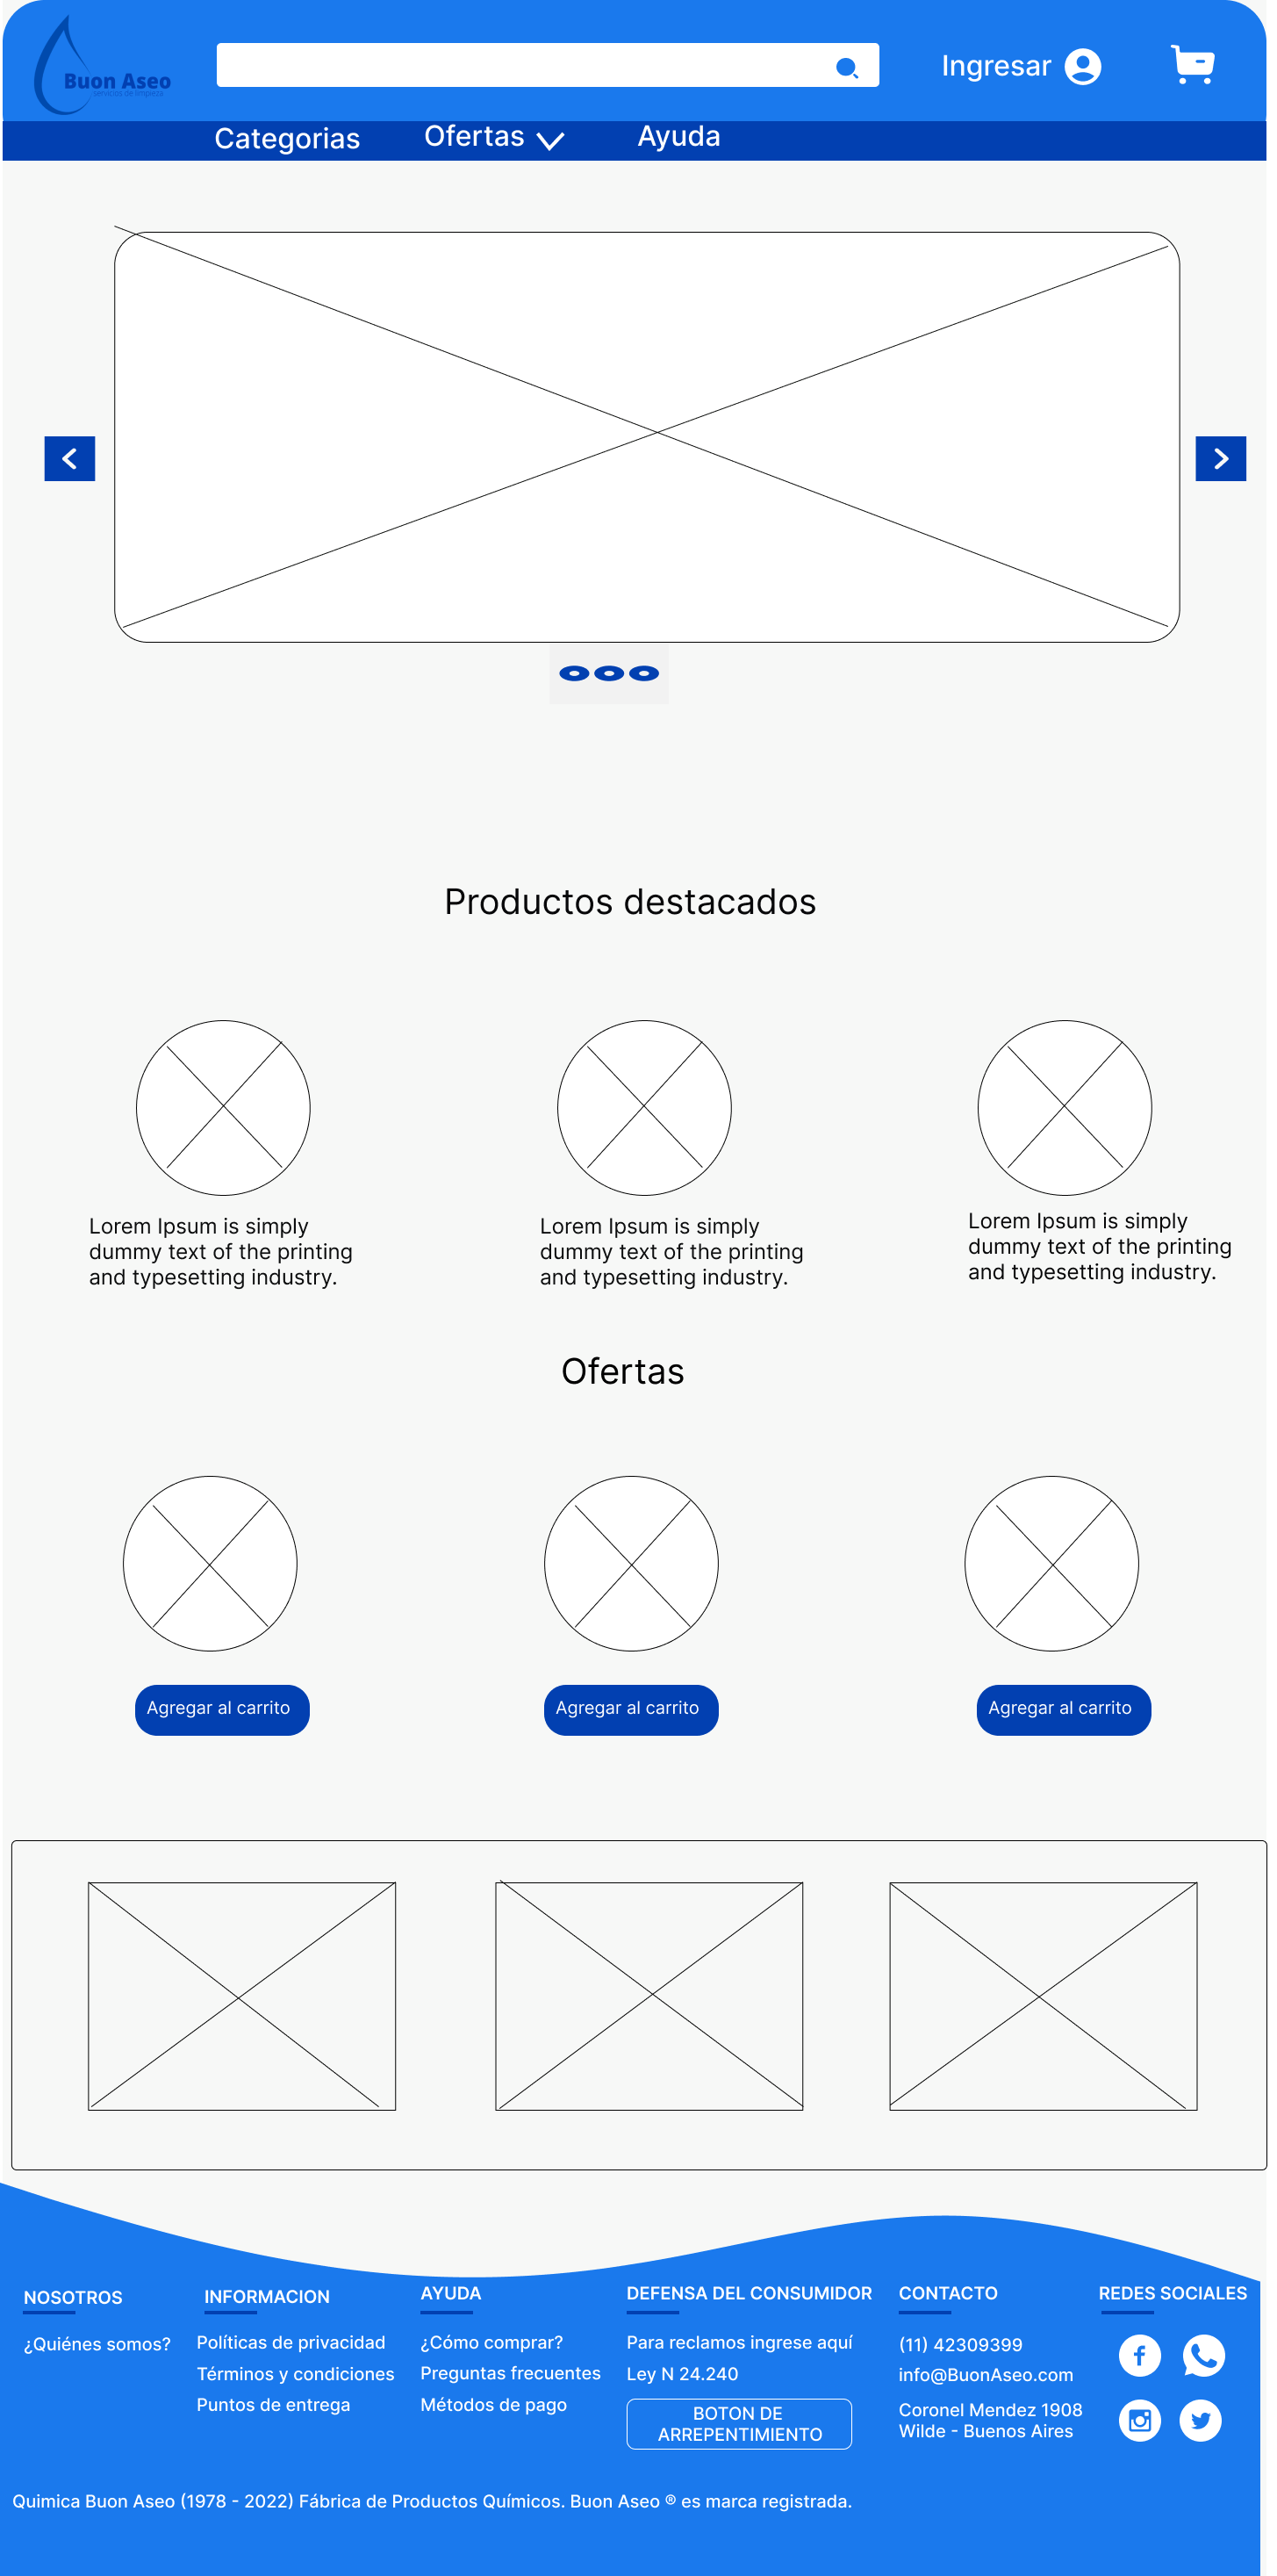 Buon Aseo
servicios de limpieza
Ingresar
Categorias
Ofertas
Ayuda
Productos destacados
Lorem Ipsum is simply
dummy text of the printing
and typesetting industry.
Lorem Ipsum is simply
dummy text of the printing
and typesetting industry.
Lorem Ipsum is simply
dummy text of the printing
and typesetting industry.
Ofertas
Agregar al carrito
Agregar al carrito
Agregar al carrito
NOSOTROS
¿Quiénes somos?
INFORMACION
Políticas de privacidad
Términos y condiciones
Puntos de entrega
AYUDA
¿Cómo comprar?
Preguntas frecuentes
Métodos de pago
DEFENSA DEL CONSUMIDOR
Para reclamos ingrese aquí
Ley N 24.240
BOTON DE
ARREPENTIMIENTO
CONTACTO
(11) 42309399
info@BuonAseo.com
Coronel Mendez 1908
Wilde - Buenos Aires
REDES SOCIALES
Quimica Buon Aseo (1978 - 2022) Fábrica de Productos Químicos. Buon Aseo ® es marca registrada.